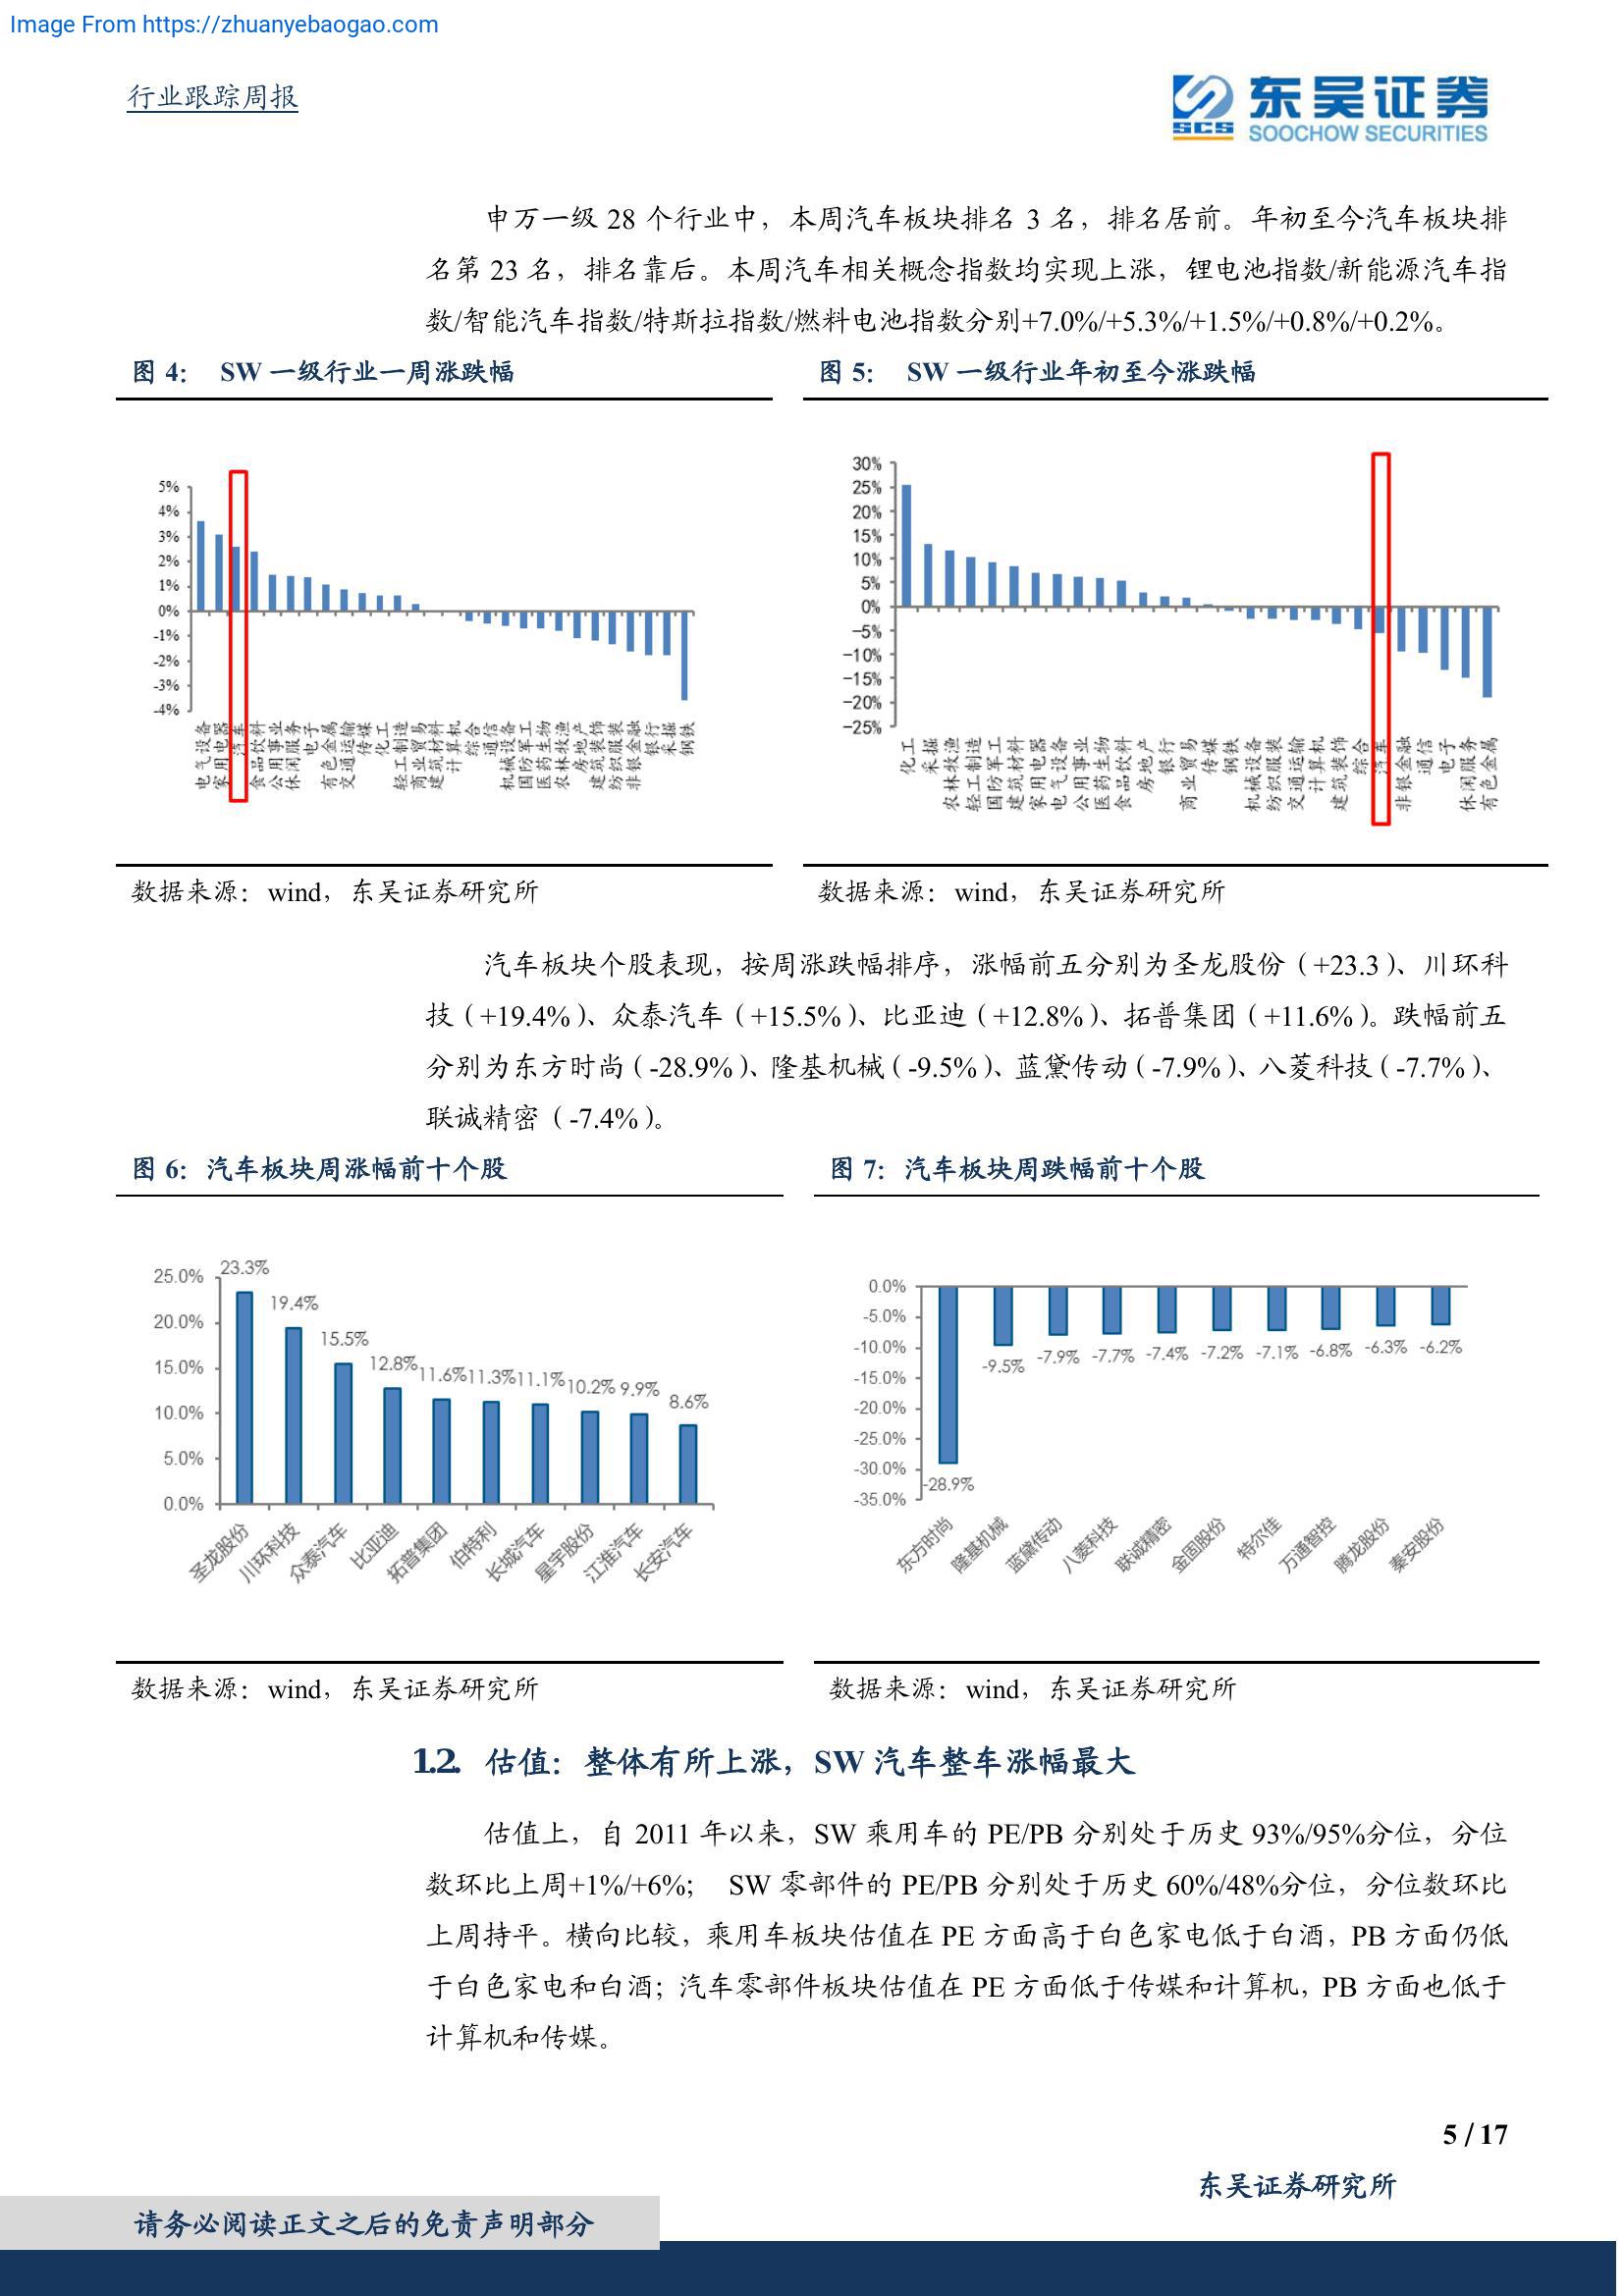 Image From https://zhuanyebaogao.com
行业跟踪周报
东吴证券
SCS
SOOCHOW SECURITIES
申万一级 28 个行业中，本周汽车板块排名 3 名，排名居前。年初至今汽车板块排
名第 23 名，排名靠后。本周汽车相关概念指数均实现上涨，锂电池指数/新能源汽车指
数/智能汽车指数/特斯拉指数/燃料电池指数分别+7.0%/+5.3%/+1.5%/+0.8%/+0.2%。
图 4： SW 一级行业一周涨跌幅
5%
4%
3%
2%
1%
0%
-1%
-2%
-3%
-4%
电气设备
家用电器
汽车
食品饮料
公用事业
休闲服务
电子
有色金属
交通运输
传媒
化工
轻工制造
商业贸易
建筑材料
计算机
综合
通信
机械设备
国防军工
医药生物
农林牧渔
房地产
建筑装饰
纺织服装
非银金融
银行
采掘
钢铁
数据来源：wind，东吴证券研究所
图 5： SW 一级行业年初至今涨跌幅
30%
25%
20%
15%
10%
5%
0%
-5%
-10%
-15%
-20%
-25%
化工
采掘
农林牧渔
轻工制造
国防军工
建筑材料
家用电器
电气设备
公用事业
医药生物
食品饮料
房地产
银行
商业贸易
传媒
钢铁
机械设备
纺织服装
交通运输
计算机
建筑装饰
综合
汽车
非银金融
通信
电子
休闲服务
有色金属
数据来源：wind，东吴证券研究所
汽车板块个股表现，按周涨跌幅排序，涨幅前五分别为圣龙股份（+23.3）、川环科
技（+19.4%）、众泰汽车（+15.5%）、比亚迪（+12.8%）、拓普集团（+11.6%）。跌幅前五
分别为东方时尚（-28.9%）、隆基机械（-9.5%）、蓝黛传动（-7.9%）、八菱科技（-7.7%）、
联诚精密（-7.4%）。
图 6：汽车板块周涨幅前十个股
25.0%
20.0%
15.0%
10.0%
5.0%
0.0%
23.3%
19.4%
15.5%
12.8%
11.6%
11.3%
11.1%
10.2%
9.9%
8.6%
圣龙股份
川环科技
众泰汽车
比亚迪
拓普集团
伯特利
长城汽车
星宇股份
江淮汽车
长安汽车
数据来源：wind，东吴证券研究所
图 7：汽车板块周跌幅前十个股
0.0%
-5.0%
-10.0%
-15.0%
-20.0%
-25.0%
-30.0%
-35.0%
-28.9%
-9.5%
-7.9%
-7.7%
-7.4%
-7.2%
-7.1%
-6.8%
-6.3%
-6.2%
东方时尚
隆基机械
蓝黛传动
八菱科技
联诚精密
金固股份
特尔佳
万通智控
腾龙股份
秦安股份
数据来源：wind，东吴证券研究所
1.2. 估值：整体有所上涨，SW 汽车整车涨幅最大
估值上，自 2011 年以来，SW 乘用车的 PE/PB 分别处于历史 93%/95%分位，分位
数环比上周+1%/+6%； SW 零部件的 PE/PB 分别处于历史 60%/48%分位，分位数环比
上周持平。横向比较，乘用车板块估值在 PE 方面高于白色家电低于白酒，PB 方面仍低
于白色家电和白酒；汽车零部件板块估值在 PE 方面低于传媒和计算机，PB 方面也低于
计算机和传媒。
5 / 17
东吴证券研究所
请务必阅读正文之后的免责声明部分